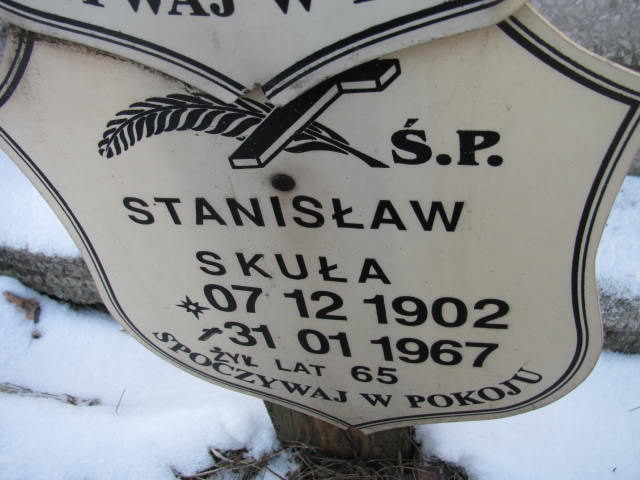 W
Ś.P.
STANISŁAW
SKUŁA
07 12 1902
31 01 1967
ŻYŁ LAT 65
SPOCZYWAJ W POKOJU